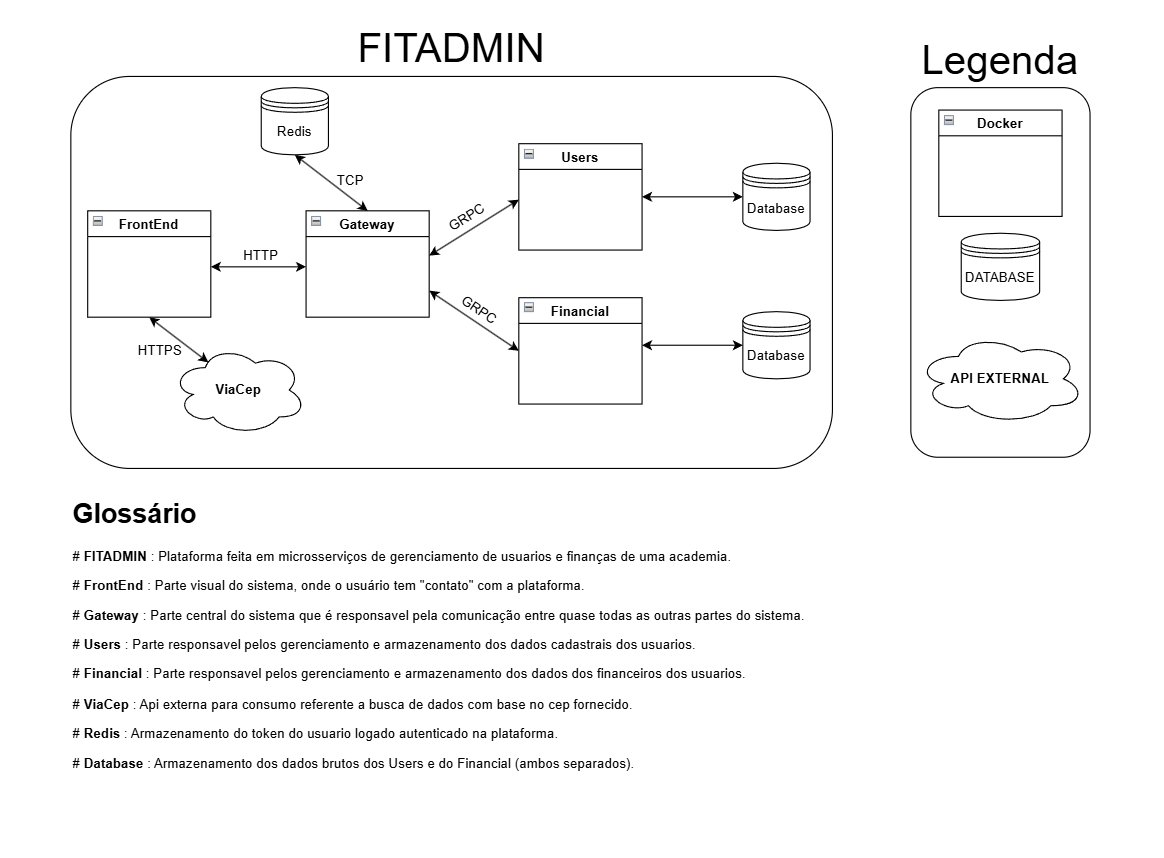 FITADMIN
Legenda
Redis
Docker
TCP
Users
Database
GRPC
FrontEnd
Gateway
HTTP
DATABASE
GRPC
Financial
Database
HTTPS
ViaCep
API EXTERNAL
Glossário
# FITADMIN : Plataforma feita em microsserviços de gerenciamento de usuarios e finanças de uma academia.
# FrontEnd : Parte visual do sistema, onde o usuário tem "contato" com a plataforma.
# Gateway : Parte central do sistema que é responsavel pela comunicação entre quase todas as outras partes do sistema.
# Users : Parte responsavel pelos gerenciamento e armazenamento dos dados cadastrais dos usuarios.
# Financial : Parte responsavel pelos gerenciamento e armazenamento dos dados dos financeiros dos usuarios.
# ViaCep : Api externa para consumo referente a busca de dados com base no cep fornecido.
# Redis : Armazenamento do token do usuario logado autenticado na plataforma.
# Database : Armazenamento dos dados brutos dos Users e do Financial (ambos separados).